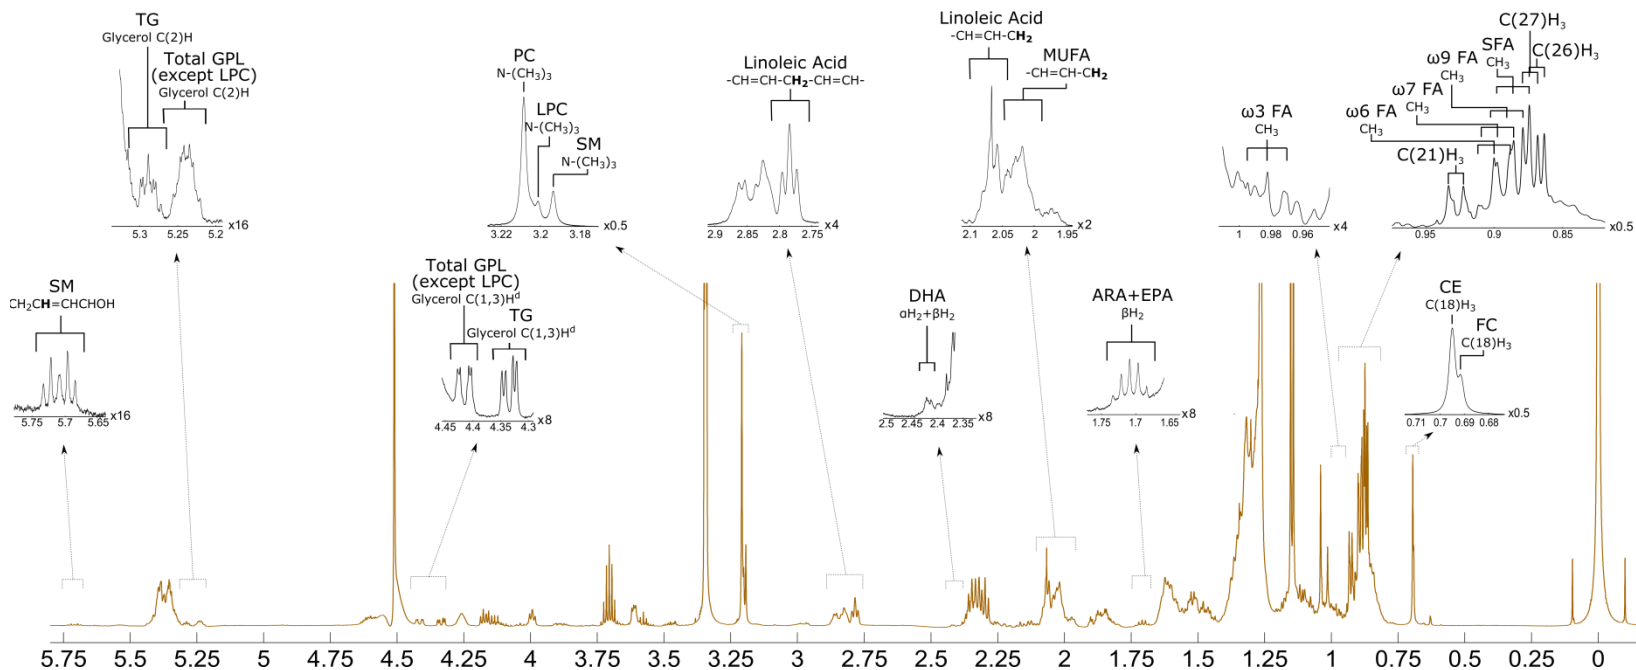 TG
Glycerol C(2)H
Total GPL
(except LPC)
Glycerol C(2)H
5.3 5.25 5.2 x16
PC
N-(CH₃)₃
LPC
N-(CH₃)₃
SM
N-(CH₃)₃
3.22 3.2 3.18 x0.5
Linoleic Acid
-CH=CH-CH₂-CH=CH-
2.9 2.85 2.8 2.75 x4
Linoleic Acid
-CH=CH-CH₂
MUFA
-CH=CH-CH₂
2.1 2.05 2 1.95 x2
ω3 FA
CH₃
1 0.98 0.96 x4
C(27)H₃
SFA
CH₃
C(26)H₃
ω9 FA
CH₃
ω7 FA
CH₃
ω6 FA
CH₃
C(21)H₃
0.95 0.9 0.85 x0.5
SM
CH₂CH=CHCHOH
5.75 5.7 5.65 x16
Total GPL
(except LPC)
Glycerol C(1,3)Hᵈ
TG
Glycerol C(1,3)Hᵈ
4.45 4.4 4.35 4.3 x8
DHA
αH₂+βH₂
2.5 2.45 2.4 2.35 x8
ARA+EPA
βH₂
1.75 1.7 1.65 x8
CE
C(18)H₃
FC
C(18)H₃
0.71 0.7 0.69 0.68 x0.5
5.75 5.5 5.25 5 4.75 4.5 4.25 4 3.75 3.5 3.25 3 2.75 2.5 2.25 2 1.75 1.5 1.25 1 0.75 0.5 0.25 0